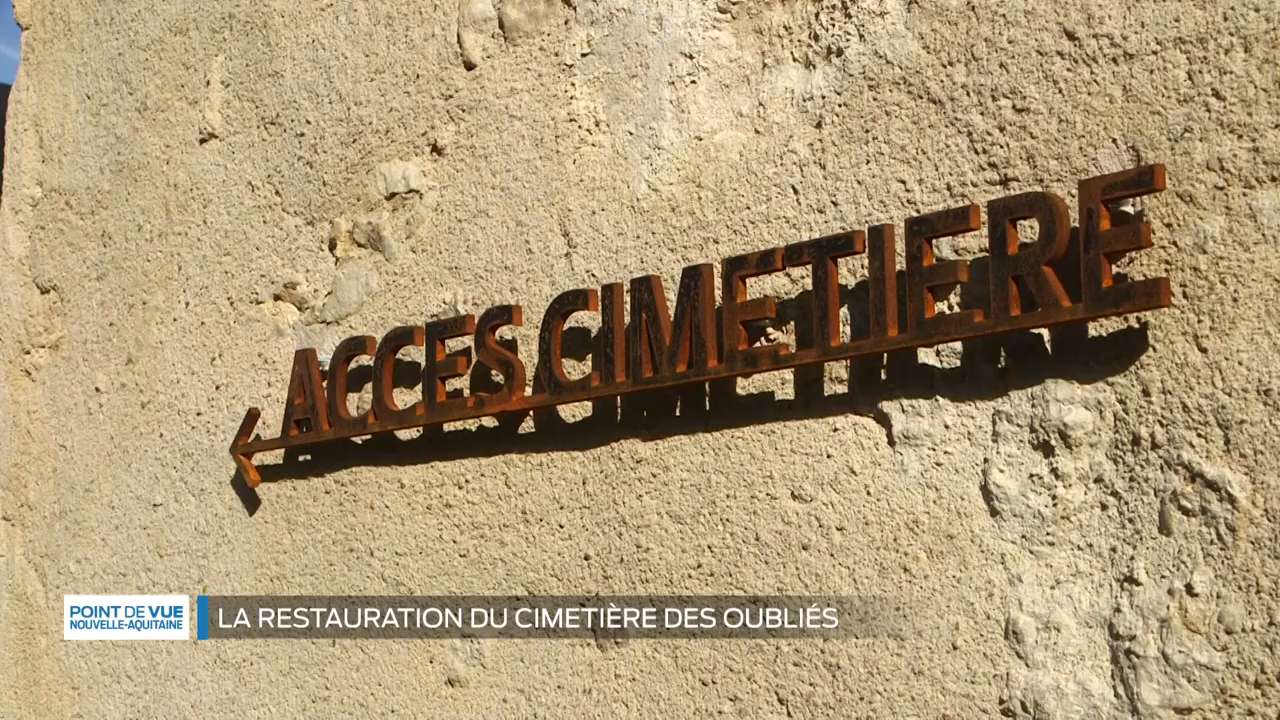 ACCES CIMETIERE
POINT DE VUE
NOUVELLE-AQUITAINE
LA RESTAURATION DU CIMETIÈRE DES OUBLIÉS